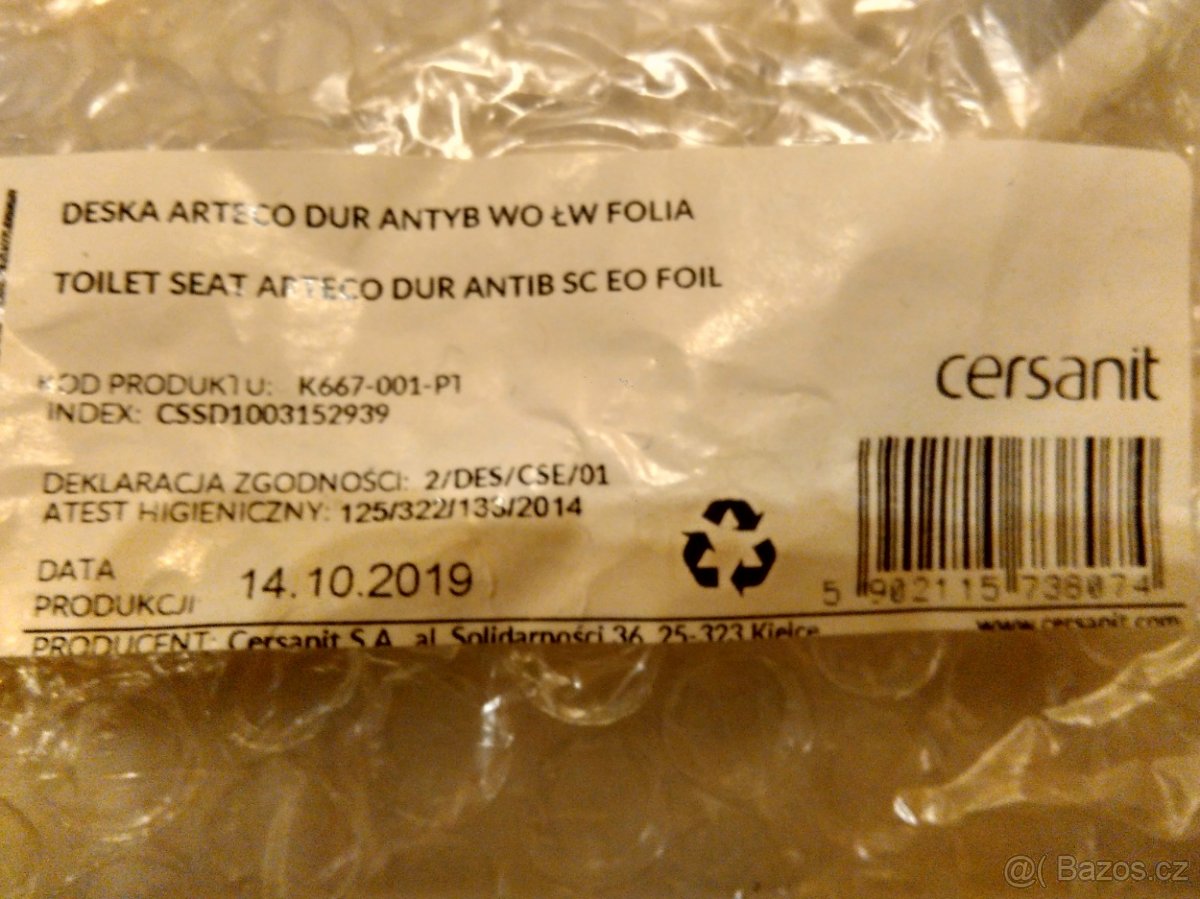 DESKA ARTECO DUR ANTYB WO ŁW FOLIA
TOILET SEAT ARTECO DUR ANTIB SC EO FOIL
KOD PRODUKTU: K667-001-P1
INDEX: CSSD1003152939
cersanit
DEKLARACJA ZGODNOŚCI: 2/DES/CSE/01
ATEST HIGIENICZNY: 125/322/133/2014
DATA
PRODUKCJI 14.10.2019
5 902115 738074
PRODUCENT: Cersanit S.A. al. Solidarności 36, 25-323 Kielce
www.cersanit.com
@( Bazos.cz